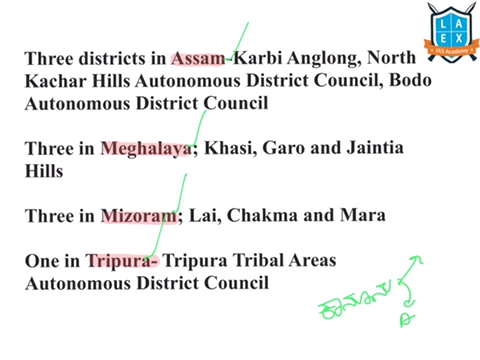 LA
EX
IAS Academy
Three districts in Assam-Karbi Anglong, North
Kachar Hills Autonomous District Council, Bodo
Autonomous District Council
Three in Meghalaya; Khasi, Garo and Jaintia
Hills
Three in Mizoram; Lai, Chakma and Mara
One in Tripura- Tripura Tribal Areas
Autonomous District Council